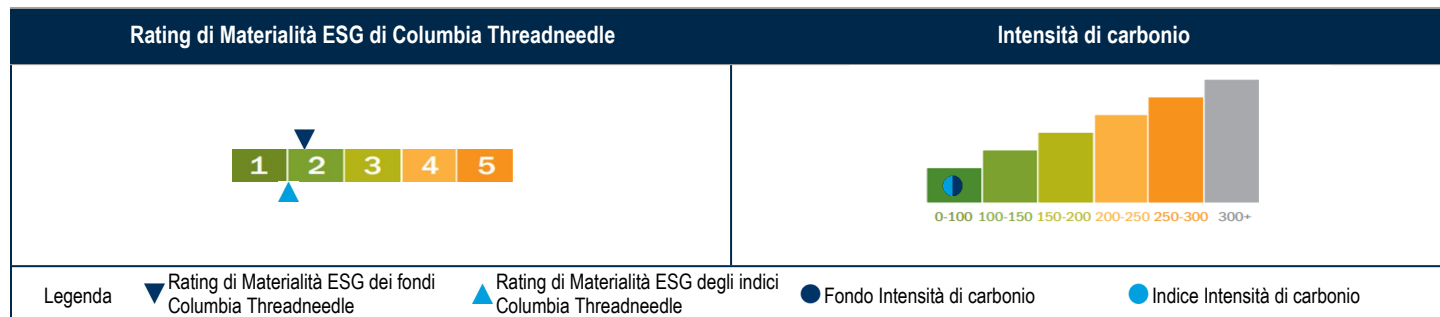 Rating di Materialità ESG di Columbia Threadneedle
Intensità di carbonio
1 2 3 4 5
0-100 100-150 150-200 200-250 250-300 300+
Legenda
Rating di Materialità ESG dei fondi
Columbia Threadneedle
Rating di Materialità ESG degli indici
Columbia Threadneedle
Fondo Intensità di carbonio
Indice Intensità di carbonio